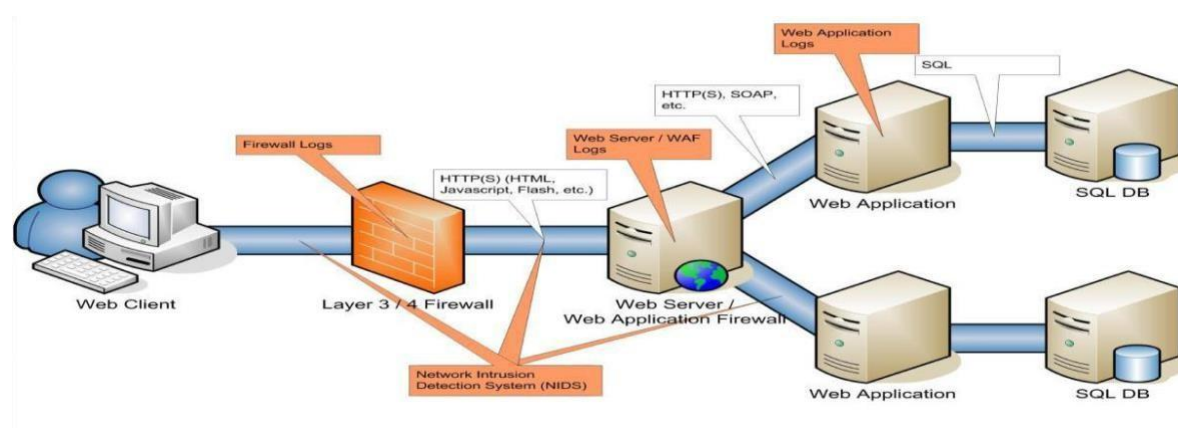 Web Application
Logs
SQL
HTTP(S), SOAP,
etc.
Firewall Logs
Web Server / WAF
Logs
HTTP(S) (HTML,
Javascript, Flash, etc.)
Web Application
SQL DB
Web Client
Layer 3 / 4 Firewall
Web Server /
Web Application Firewall
Network Intrusion
Detection System (NIDS)
Web Application
SQL DB